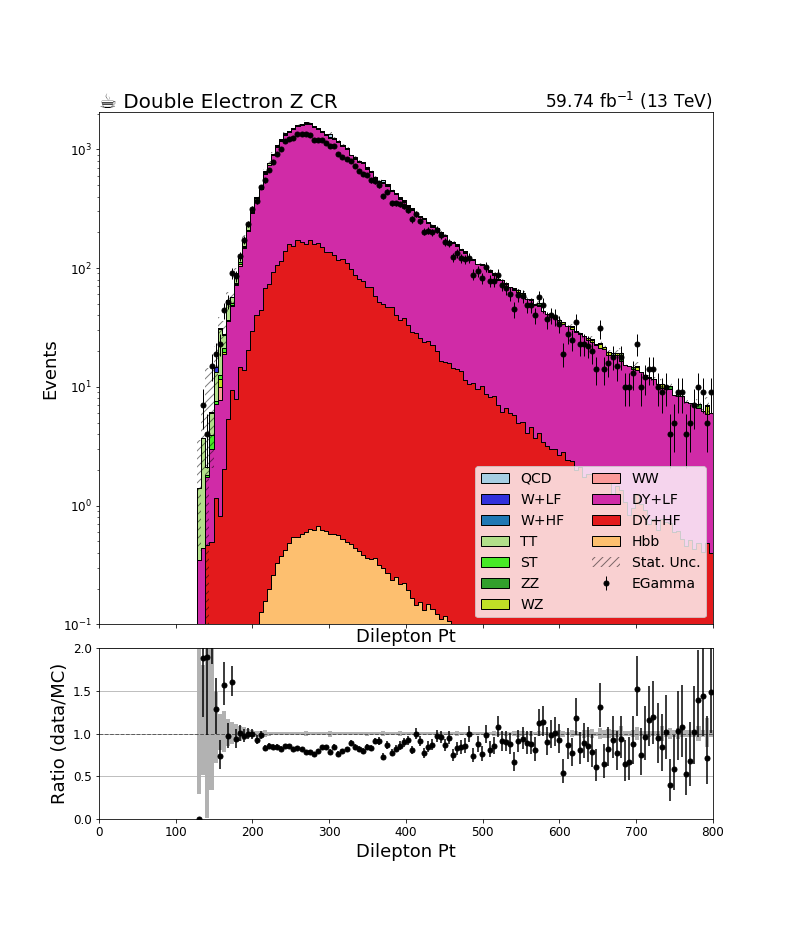 ☕ Double Electron Z CR 59.74 fb⁻¹ (13 TeV)
Events
10³
10²
10¹
10⁰
10⁻¹
QCD WW
W+LF DY+LF
W+HF DY+HF
TT Hbb
ST Stat. Unc.
ZZ EGamma
WZ
Dilepton Pt
Ratio (data/MC)
2.0
1.5
1.0
0.5
0.0
0 100 200 300 400 500 600 700 800
Dilepton Pt